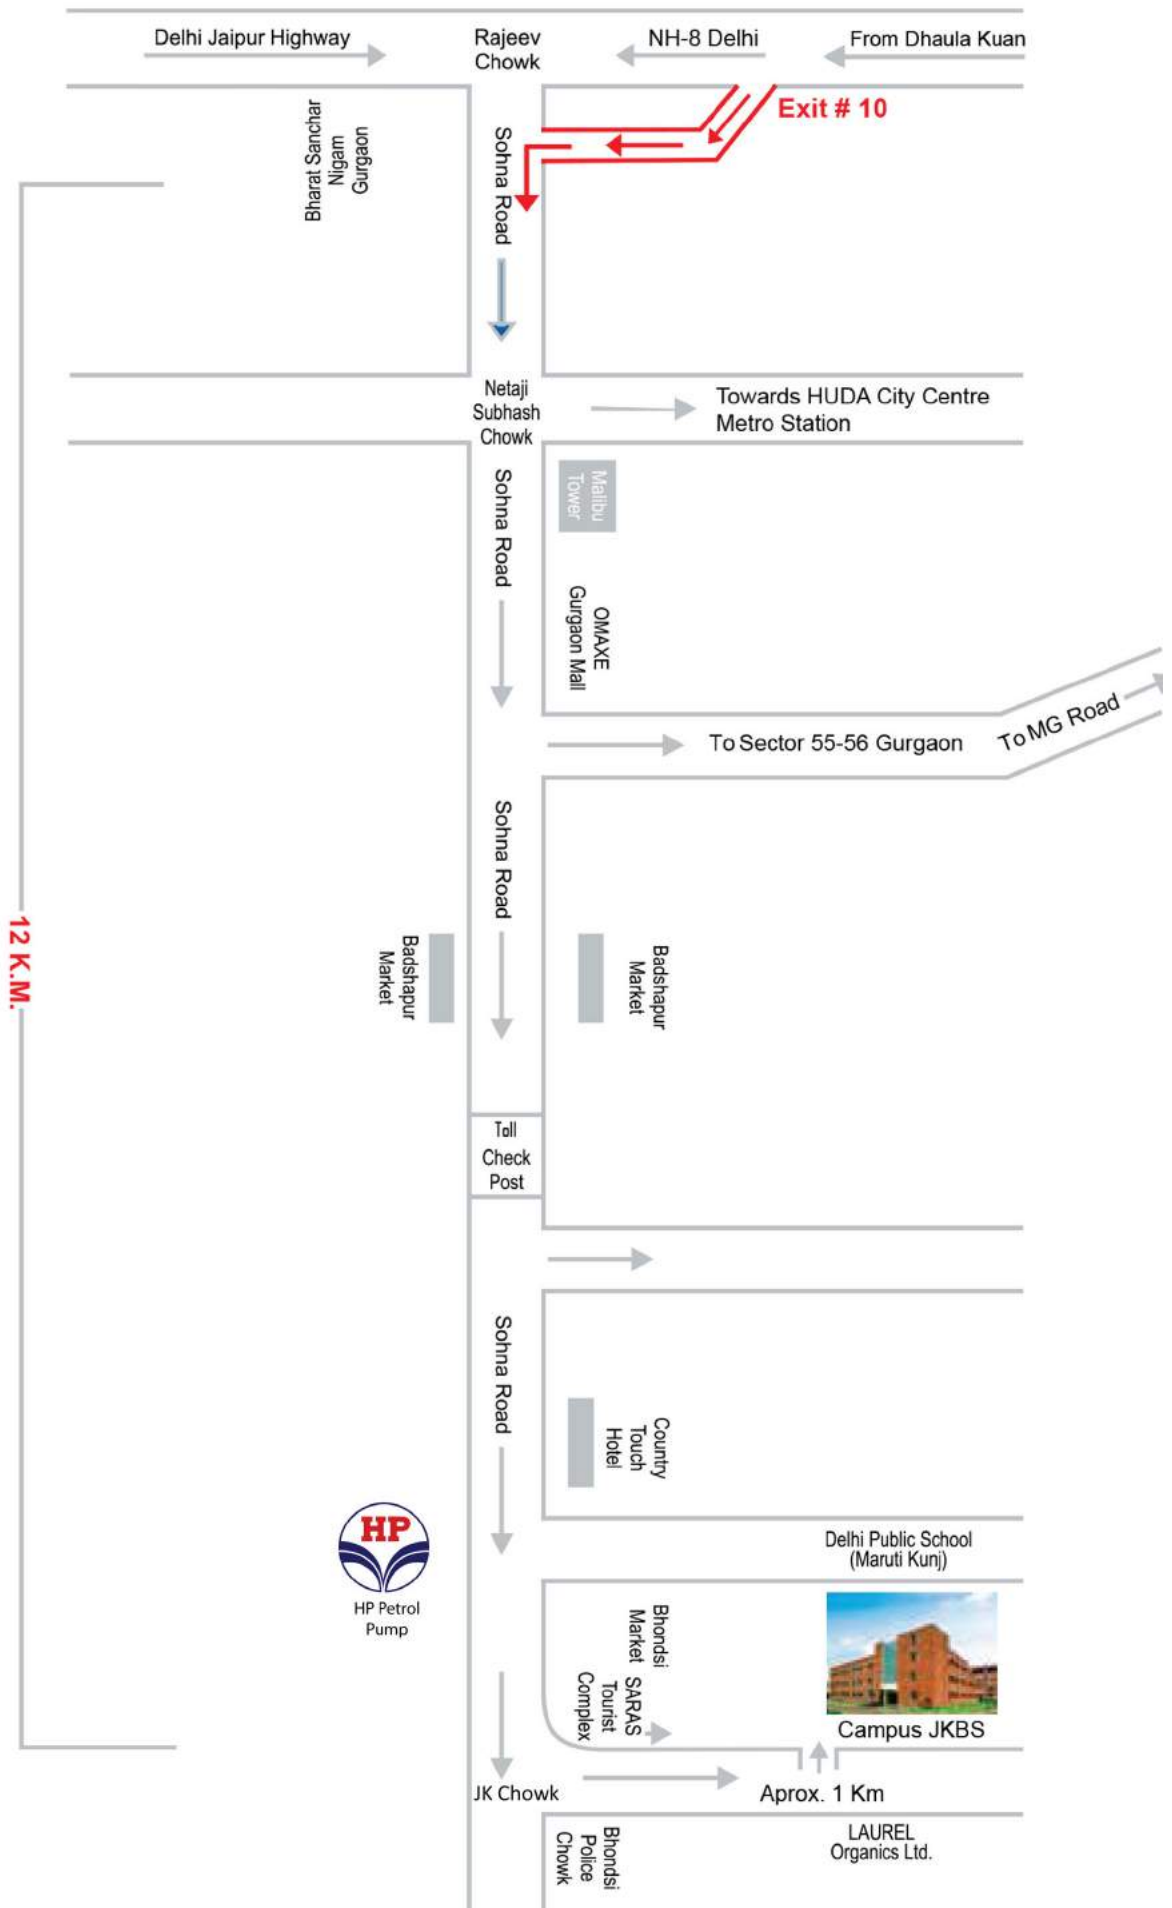 Delhi Jaipur Highway
Rajeev
Chowk
NH-8 Delhi
From Dhaula Kuan
Exit # 10
Bharat Sanchar
Nigam
Gurgaon
Sohna Road
Netaji
Subhash
Chowk
Towards HUDA City Centre
Metro Station
Malibu
Tower
Sohna Road
OMAXE
Gurgaon Mall
To Sector 55-56 Gurgaon
To MG Road
Sohna Road
12 K.M.
Badshapur
Market
Badshapur
Market
Toll
Check
Post
Sohna Road
Country
Touch
Hotel
HP
HP Petrol
Pump
Delhi Public School
(Maruti Kunj)
Bhondsi
Market
SARAS
Tourist
Complex
Campus JKBS
JK Chowk
Aprox. 1 Km
Bhondsi
Police
Chowk
LAUREL
Organics Ltd.